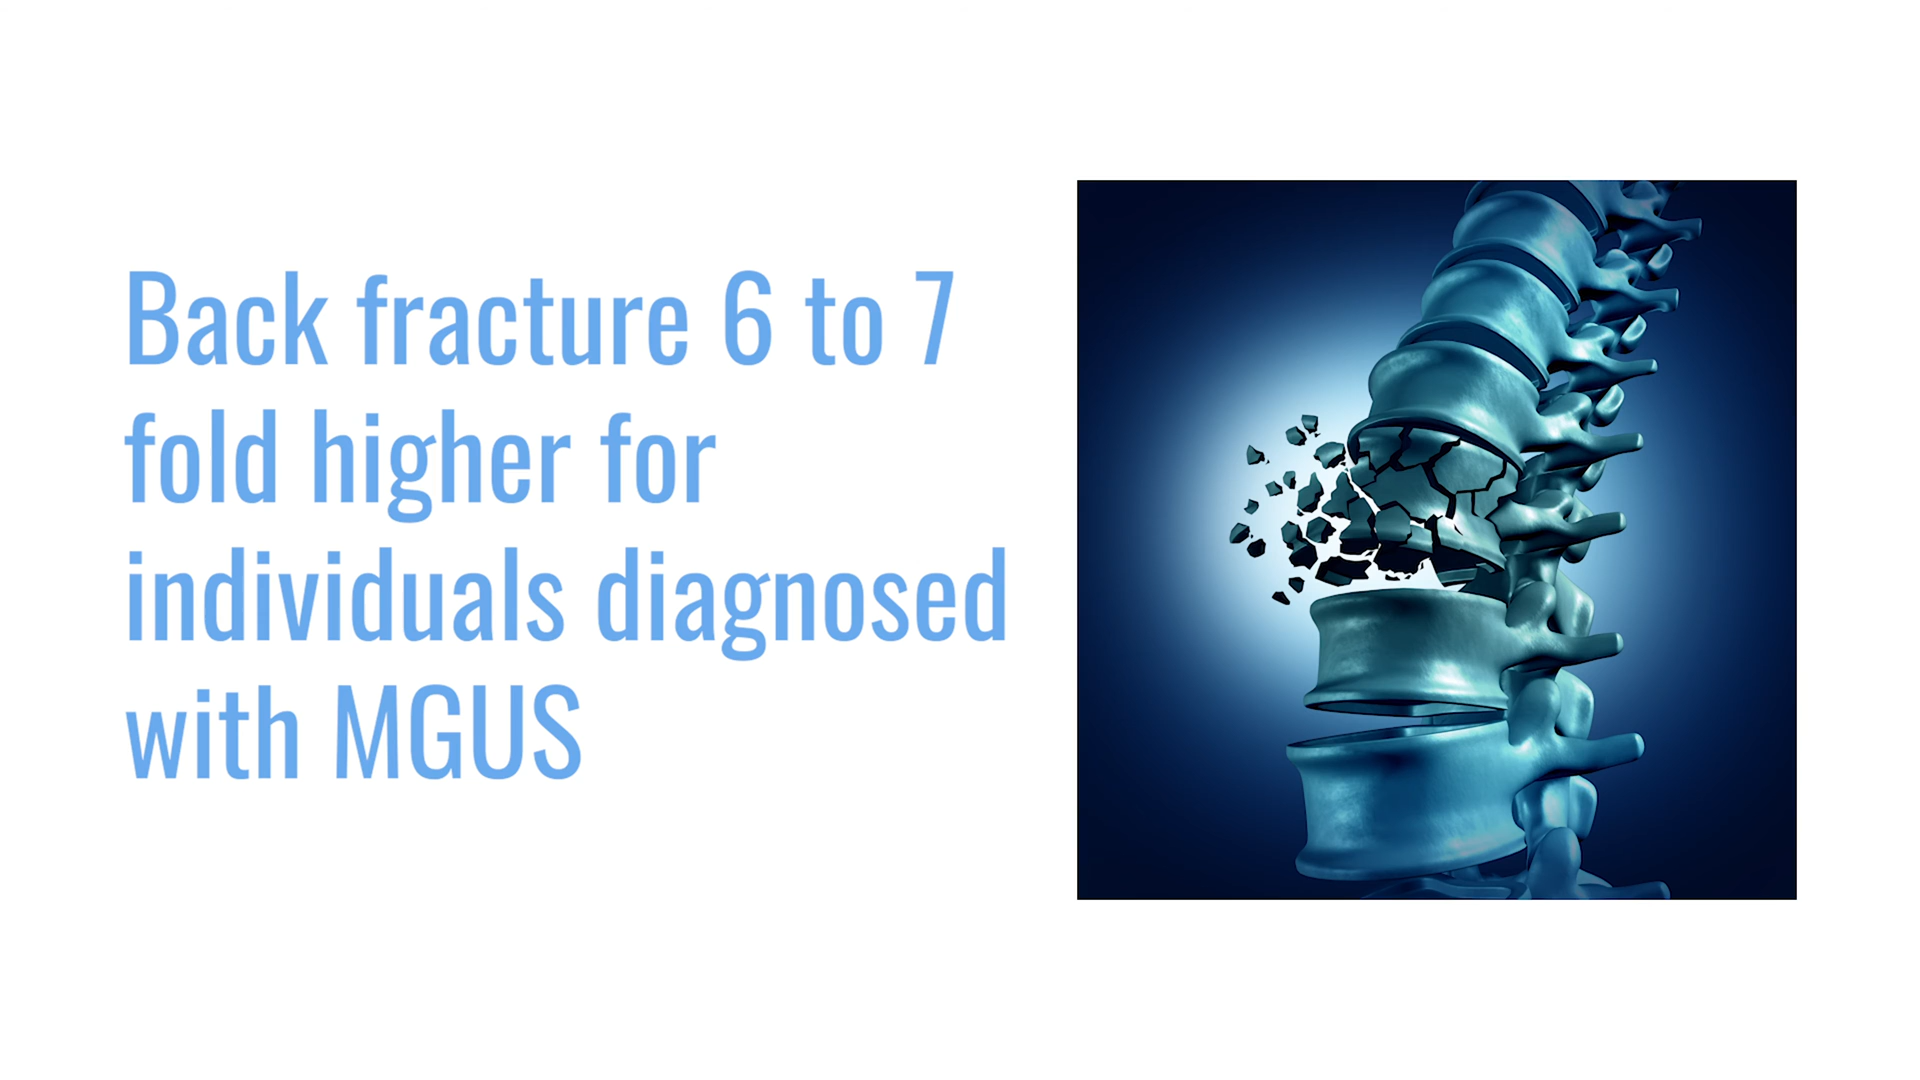 Back fracture 6 to 7
fold higher for
individuals diagnosed
with MGUS